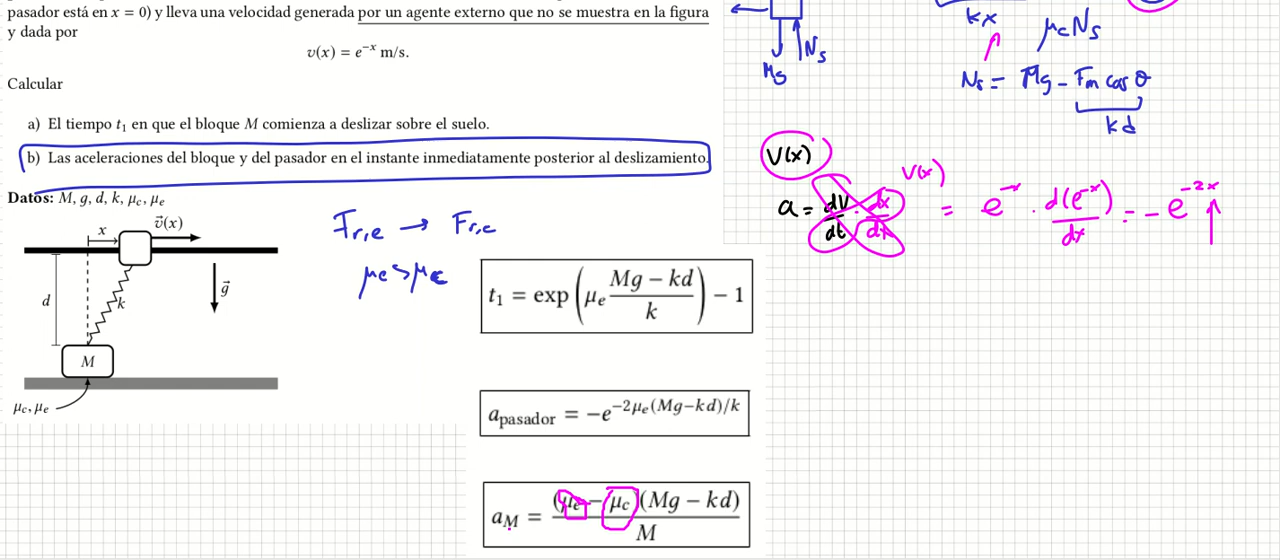 pasador está en x = 0) y lleva una velocidad generada por un agente externo que no se muestra en la figura
y dada por
v(x) = e^{-x} m/s.
Calcular
a) El tiempo t₁ en que el bloque M comienza a deslizar sobre el suelo.
b) Las aceleraciones del bloque y del pasador en el instante inmediatamente posterior al deslizamiento.
Datos: M, g, d, k, μc, μe
x
v⃗(x)
d
k
g⃗
M
μc, μe
Fr,e → Fr,c
μe > μc
t₁ = exp(μe (Mg − kd)/k) − 1
a_pasador = −e^{−2μe(Mg−kd)/k}
a_M = (μe − μc)(Mg − kd)/M
Ns
Mg
kx
μcNs
Ns = Mg − Fm cos θ
kd
V(x)
V(x)
a = dV/dt · dx/dx = e^{-x} · d(e^{-x})/dx = −e^{−2x}